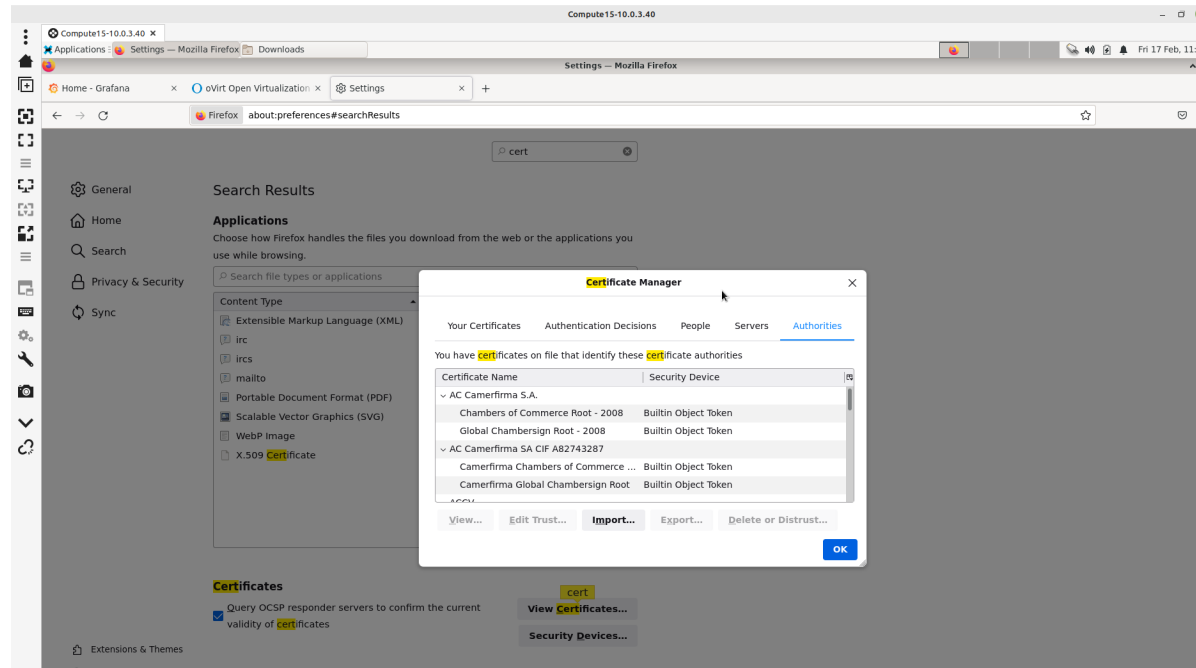 Compute15-10.0.3.40
Compute15-10.0.3.40 ×
Applications Settings — Mozilla Firefox Downloads Fri 17 Feb, 11:
Settings — Mozilla Firefox
Home - Grafana × oVirt Open Virtualization × Settings × +
Firefox about:preferences#searchResults
cert
General
Home
Search
Privacy & Security
Sync
Search Results
Applications
Choose how Firefox handles the files you download from the web or the applications you
use while browsing.
Search file types or applications
Content Type
Extensible Markup Language (XML)
irc
ircs
mailto
Portable Document Format (PDF)
Scalable Vector Graphics (SVG)
WebP Image
X.509 Certificate
Certificate Manager
Your Certificates Authentication Decisions People Servers Authorities
You have certificates on file that identify these certificate authorities
Certificate Name Security Device
AC Camerfirma S.A.
Chambers of Commerce Root - 2008 Builtin Object Token
Global Chambersign Root - 2008 Builtin Object Token
AC Camerfirma SA CIF A82743287
Camerfirma Chambers of Commerce ... Builtin Object Token
Camerfirma Global Chambersign Root Builtin Object Token
ACCV
View... Edit Trust... Import... Export... Delete or Distrust...
OK
Certificates
Query OCSP responder servers to confirm the current
validity of certificates
cert
View Certificates...
Security Devices...
Extensions & Themes